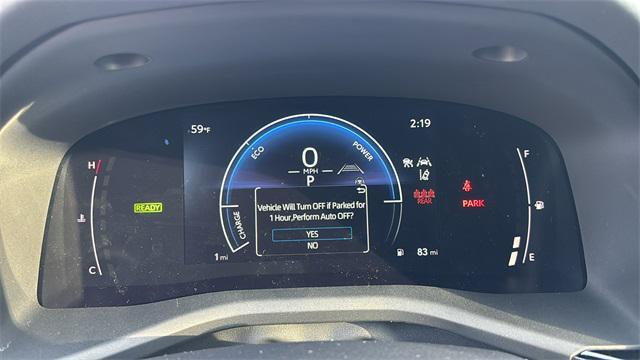 59°F
2:19
H
C
READY
ECO
POWER
CHARGE
0
MPH
P
Vehicle Will Turn OFF if Parked for
1 Hour,Perform Auto OFF?
YES
NO
1 mi
83 mi
REAR
PARK
F
E